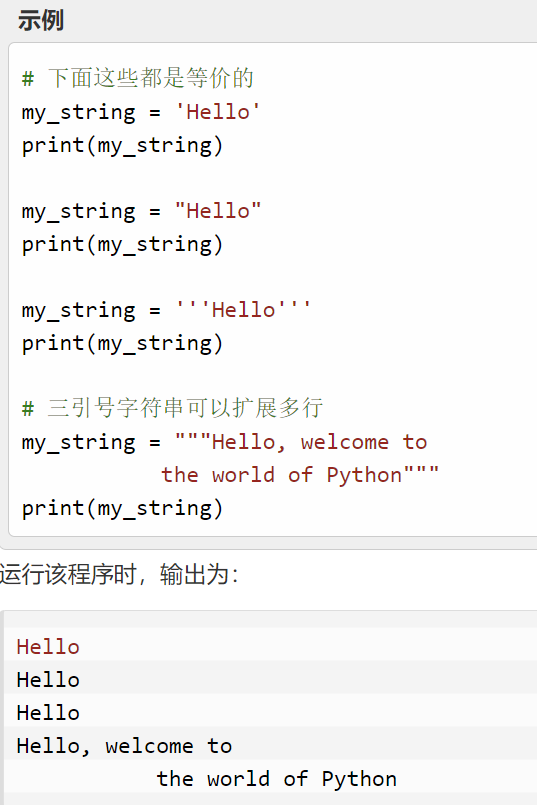 示例
# 下面这些都是等价的
my_string = 'Hello'
print(my_string)
my_string = "Hello"
print(my_string)
my_string = '''Hello'''
print(my_string)
# 三引号字符串可以扩展多行
my_string = """Hello, welcome to
           the world of Python"""
print(my_string)
运行该程序时，输出为：
Hello
Hello
Hello
Hello, welcome to
           the world of Python